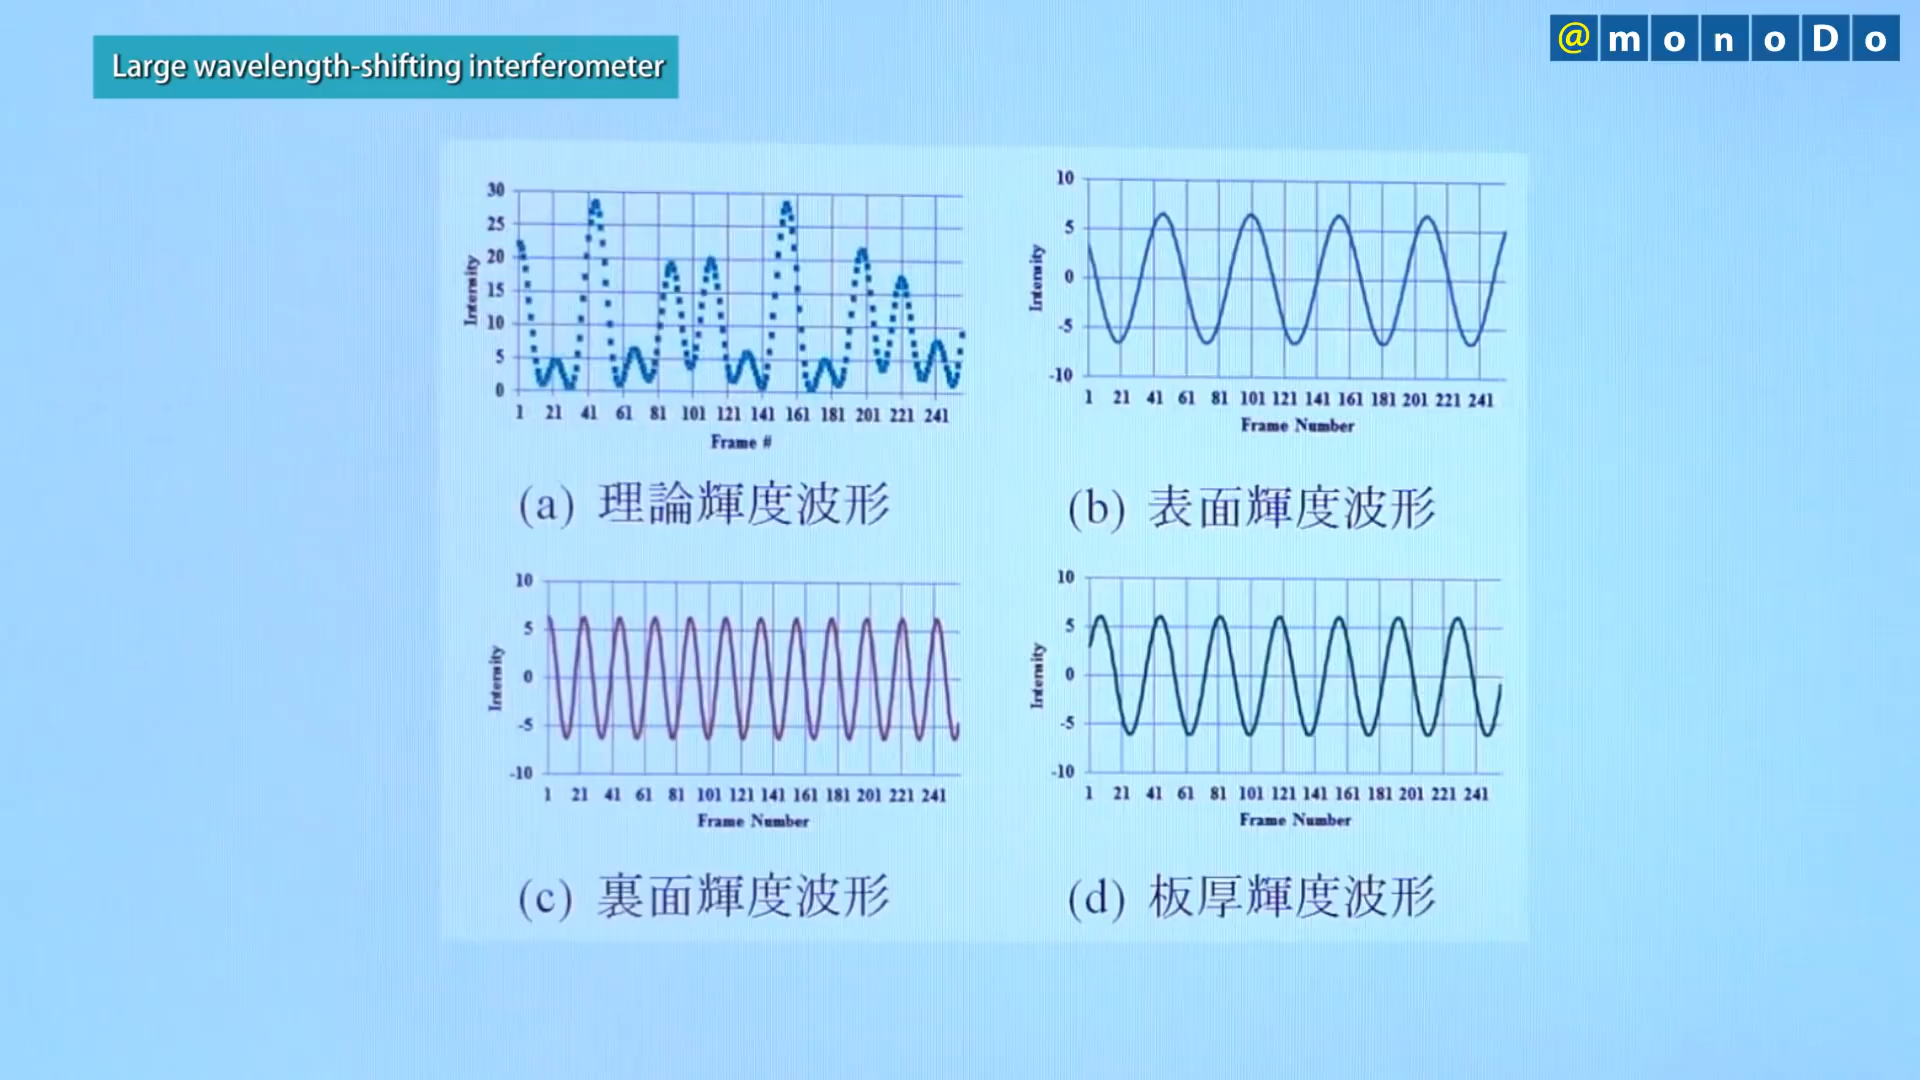 Large wavelength-shifting interferometer
@monoDo
30
25
20
15
10
5
0
Intensity
1 21 41 61 81 101 121 141 161 181 201 221 241
Frame #
(a) 理論輝度波形
10
5
0
-5
-10
Intensity
1 21 41 61 81 101 121 141 161 181 201 221 241
Frame Number
(b) 表面輝度波形
10
5
0
-5
-10
Intensity
1 21 41 61 81 101 121 141 161 181 201 221 241
Frame Number
(c) 裏面輝度波形
10
5
0
-5
-10
Intensity
1 21 41 61 81 101 121 141 161 181 201 221 241
Frame Number
(d) 板厚輝度波形